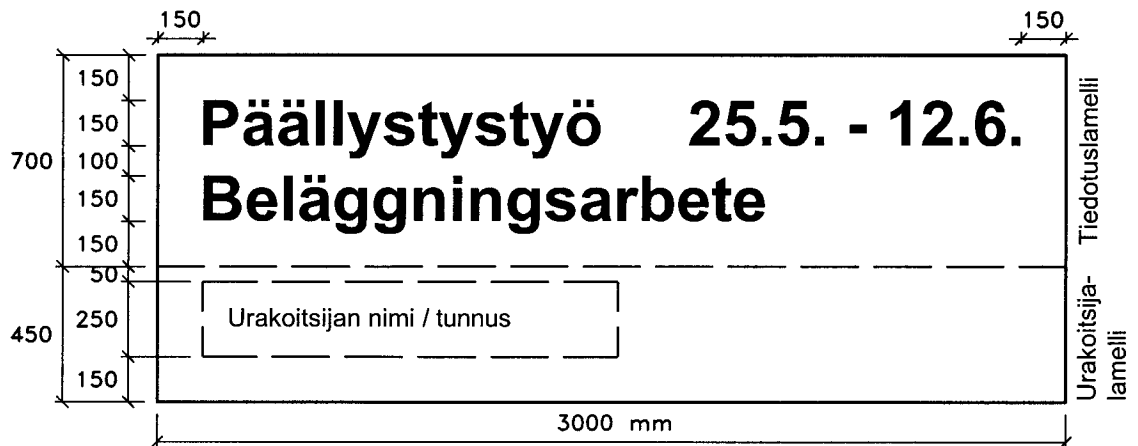 150 150
150
Päällystystyö 25.5. - 12.6.
150
700
100
Beläggningsarbete
150
150
Tiedotuslamelli
50
Urakoitsijan nimi / tunnus
250
450
150
Urakoitsija-
lamelli
3000 mm